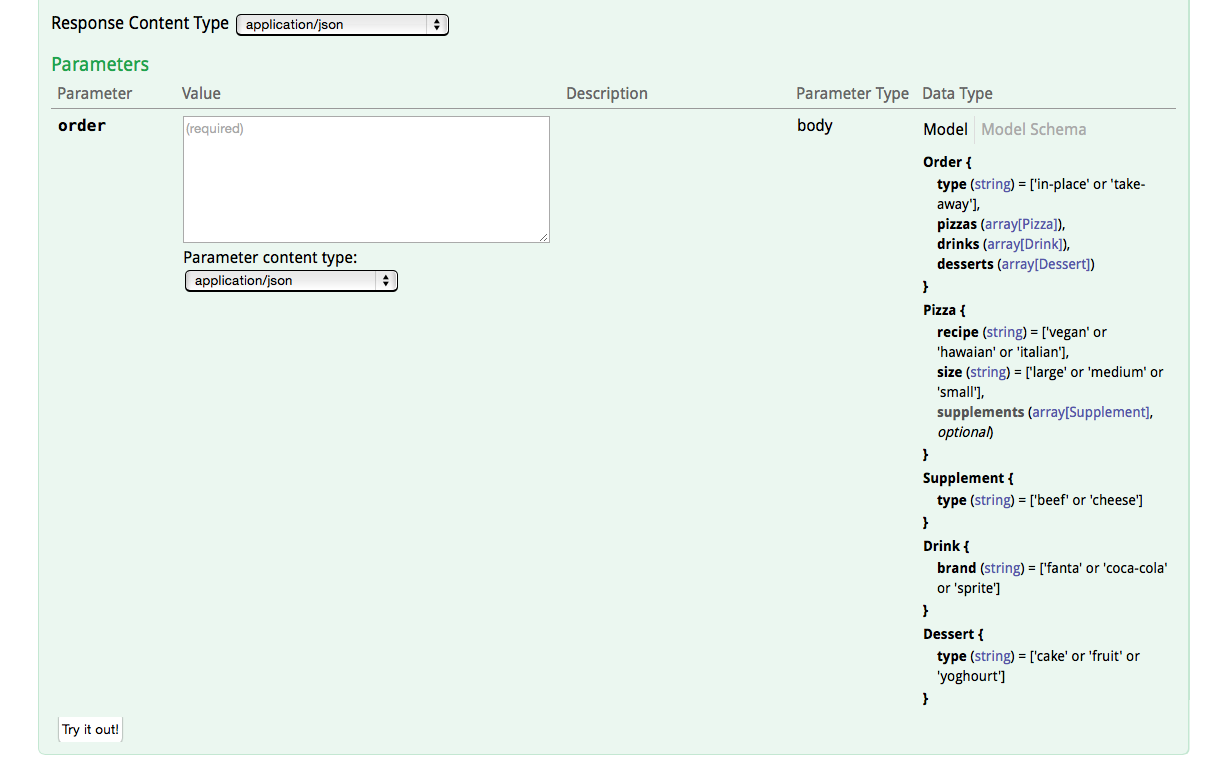 Response Content Type application/json
Parameters
Parameter Value Description Parameter Type Data Type
order (required) body Model Model Schema
Parameter content type:
application/json
Order {
type (string) = ['in-place' or 'take-
away'],
pizzas (array[Pizza]),
drinks (array[Drink]),
desserts (array[Dessert])
}
Pizza {
recipe (string) = ['vegan' or
'hawaian' or 'italian'],
size (string) = ['large' or 'medium' or
'small'],
supplements (array[Supplement],
optional)
}
Supplement {
type (string) = ['beef' or 'cheese']
}
Drink {
brand (string) = ['fanta' or 'coca-cola'
or 'sprite']
}
Dessert {
type (string) = ['cake' or 'fruit' or
'yoghourt']
}
Try it out!